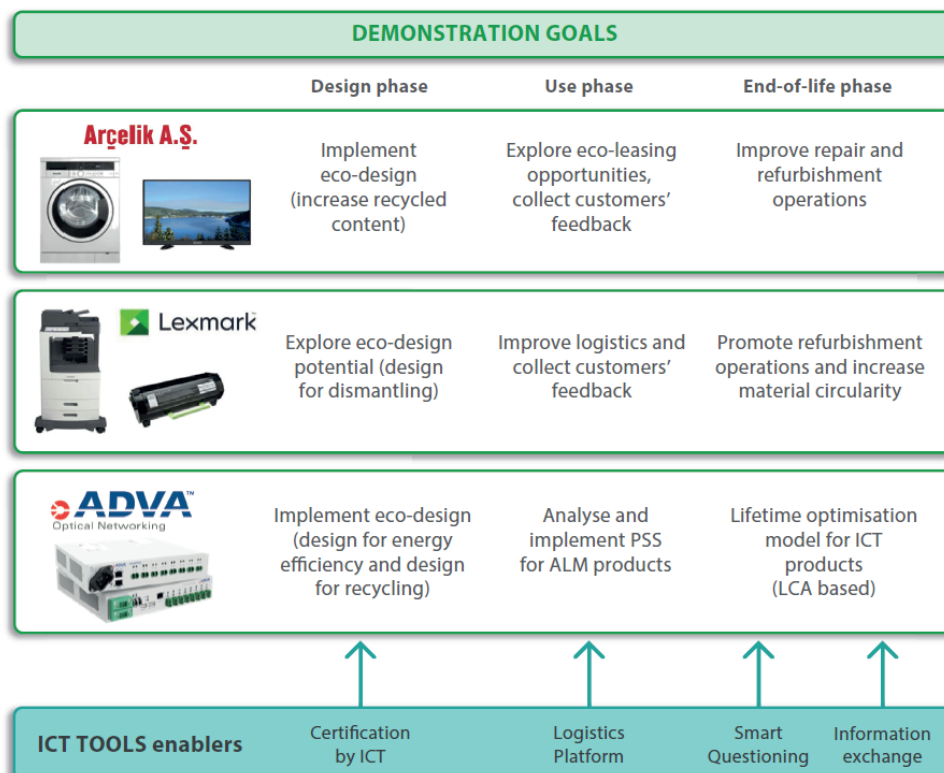 DEMONSTRATION GOALS
Design phase
Use phase
End-of-life phase
Arçelik A.Ş.
Implement
eco-design
(increase recycled
content)
Explore eco-leasing
opportunities,
collect customers’
feedback
Improve repair and
refurbishment
operations
Lexmark™
Explore eco-design
potential (design
for dismantling)
Improve logistics and
collect customers’
feedback
Promote refurbishment
operations and increase
material circularity
ADVA™
Optical Networking
Implement eco-design
(design for energy
efficiency and design
for recycling)
Analyse and
implement PSS
for ALM products
Lifetime optimisation
model for ICT
products
(LCA based)
ICT TOOLS enablers
Certification
by ICT
Logistics
Platform
Smart
Questioning
Information
exchange